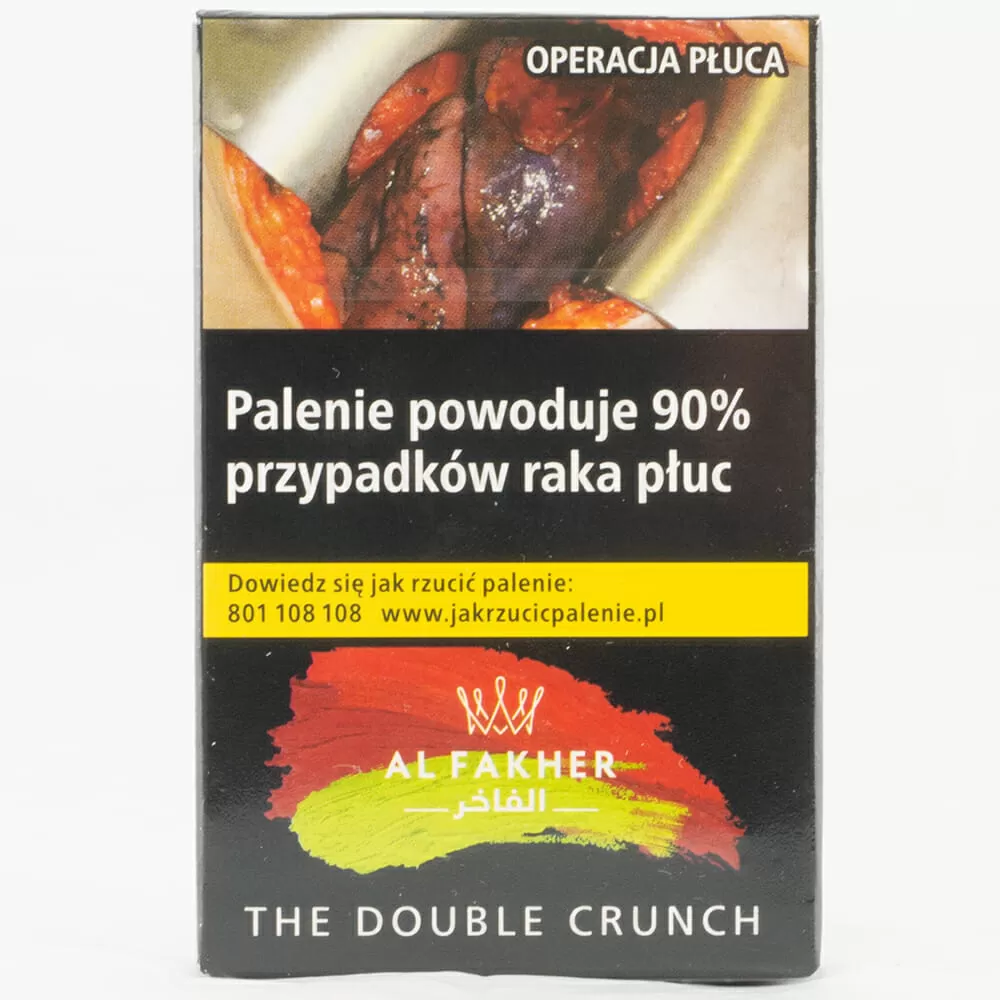 OPERACJA PŁUCA
Palenie powoduje 90%
przypadków raka płuc
Dowiedz się jak rzucić palenie:
801 108 108 www.jakrzucicpalenie.pl
AL FAKHER
الفاخر
THE DOUBLE CRUNCH